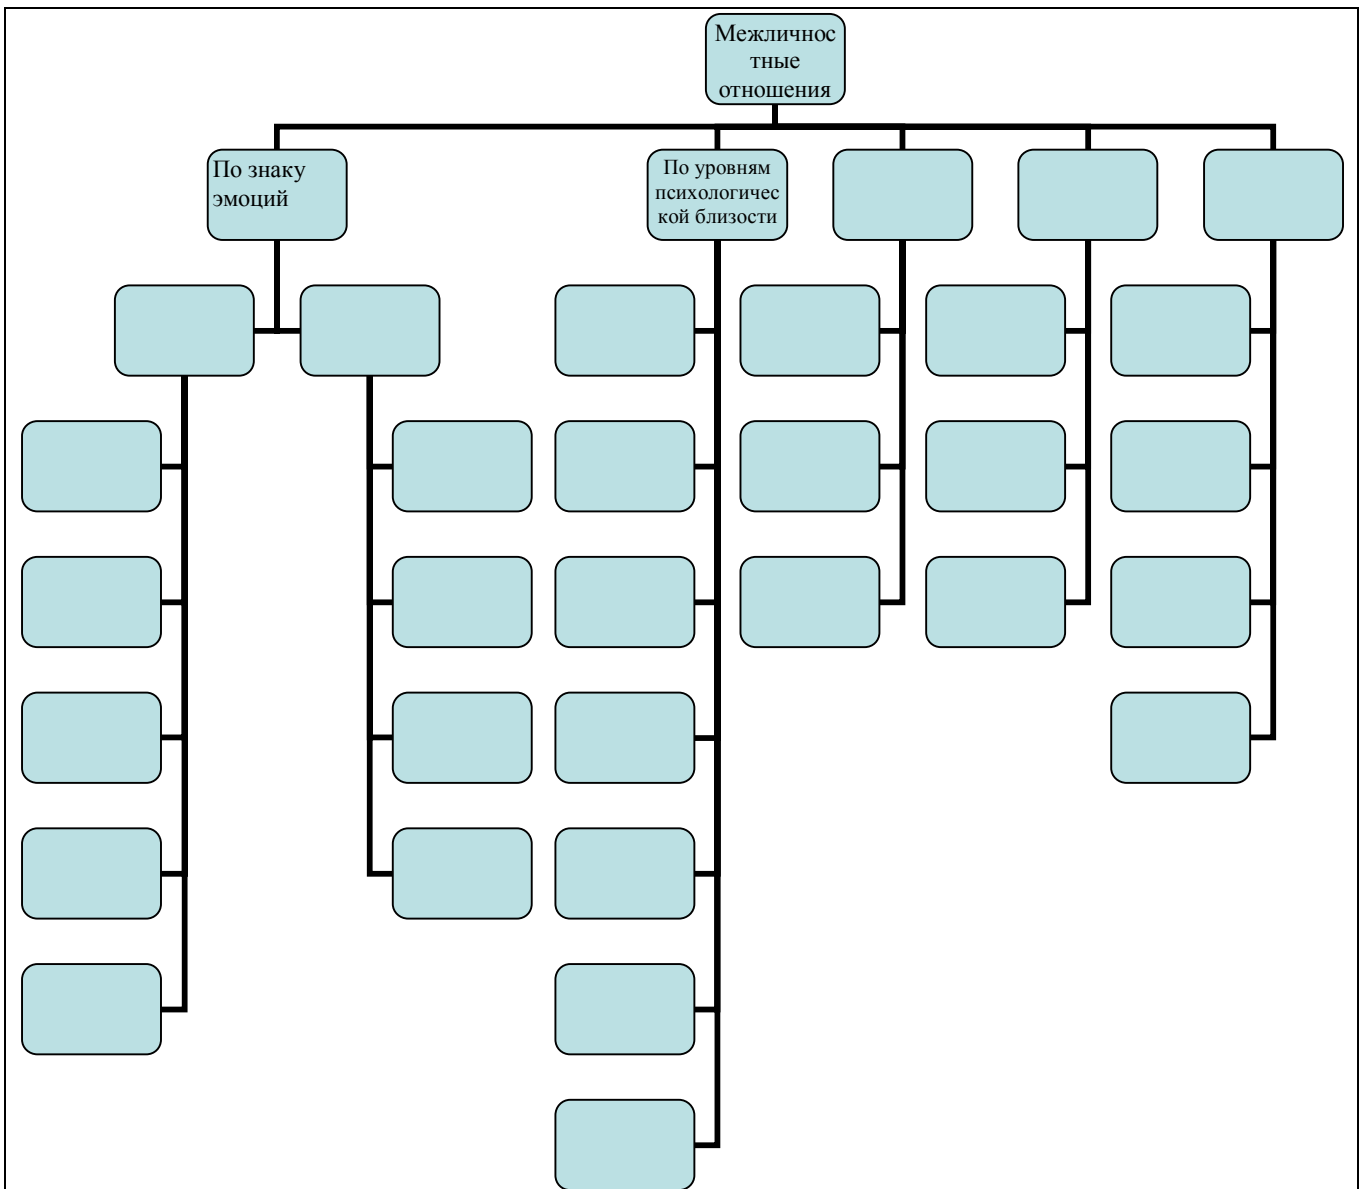 Межличнос
тные
отношения
По знаку
эмоций
По уровням
психологичес
кой близости